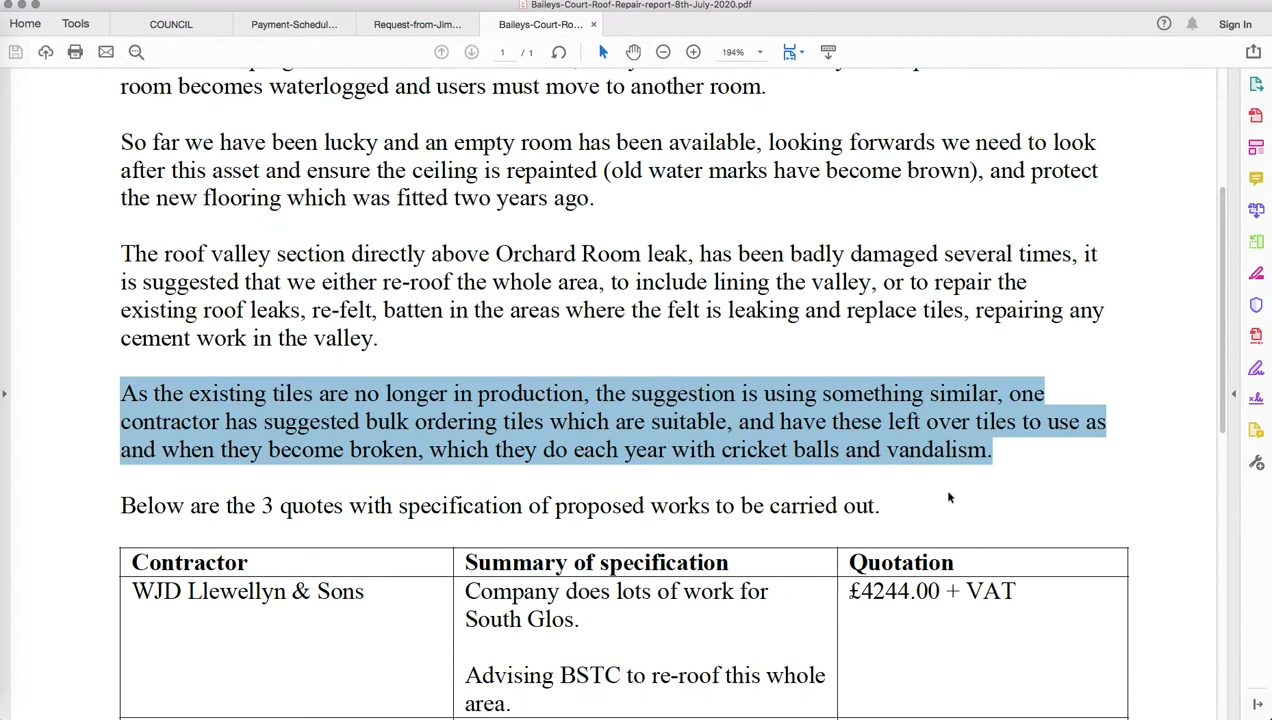 Baileys-Court-Roof-Repair-report-8th-July-2020.pdf
Home Tools COUNCIL Payment-Schedul... Request-from-Jim... Baileys-Court-Ro... × Sign In
1 / 1 194%
room becomes waterlogged and users must move to another room.
So far we have been lucky and an empty room has been available, looking forwards we need to look
after this asset and ensure the ceiling is repainted (old water marks have become brown), and protect
the new flooring which was fitted two years ago.
The roof valley section directly above Orchard Room leak, has been badly damaged several times, it
is suggested that we either re-roof the whole area, to include lining the valley, or to repair the
existing roof leaks, re-felt, batten in the areas where the felt is leaking and replace tiles, repairing any
cement work in the valley.
As the existing tiles are no longer in production, the suggestion is using something similar, one
contractor has suggested bulk ordering tiles which are suitable, and have these left over tiles to use as
and when they become broken, which they do each year with cricket balls and vandalism.
Below are the 3 quotes with specification of proposed works to be carried out.
Contractor Summary of specification Quotation
WJD Llewellyn & Sons Company does lots of work for £4244.00 + VAT
South Glos.
Advising BSTC to re-roof this whole
area.